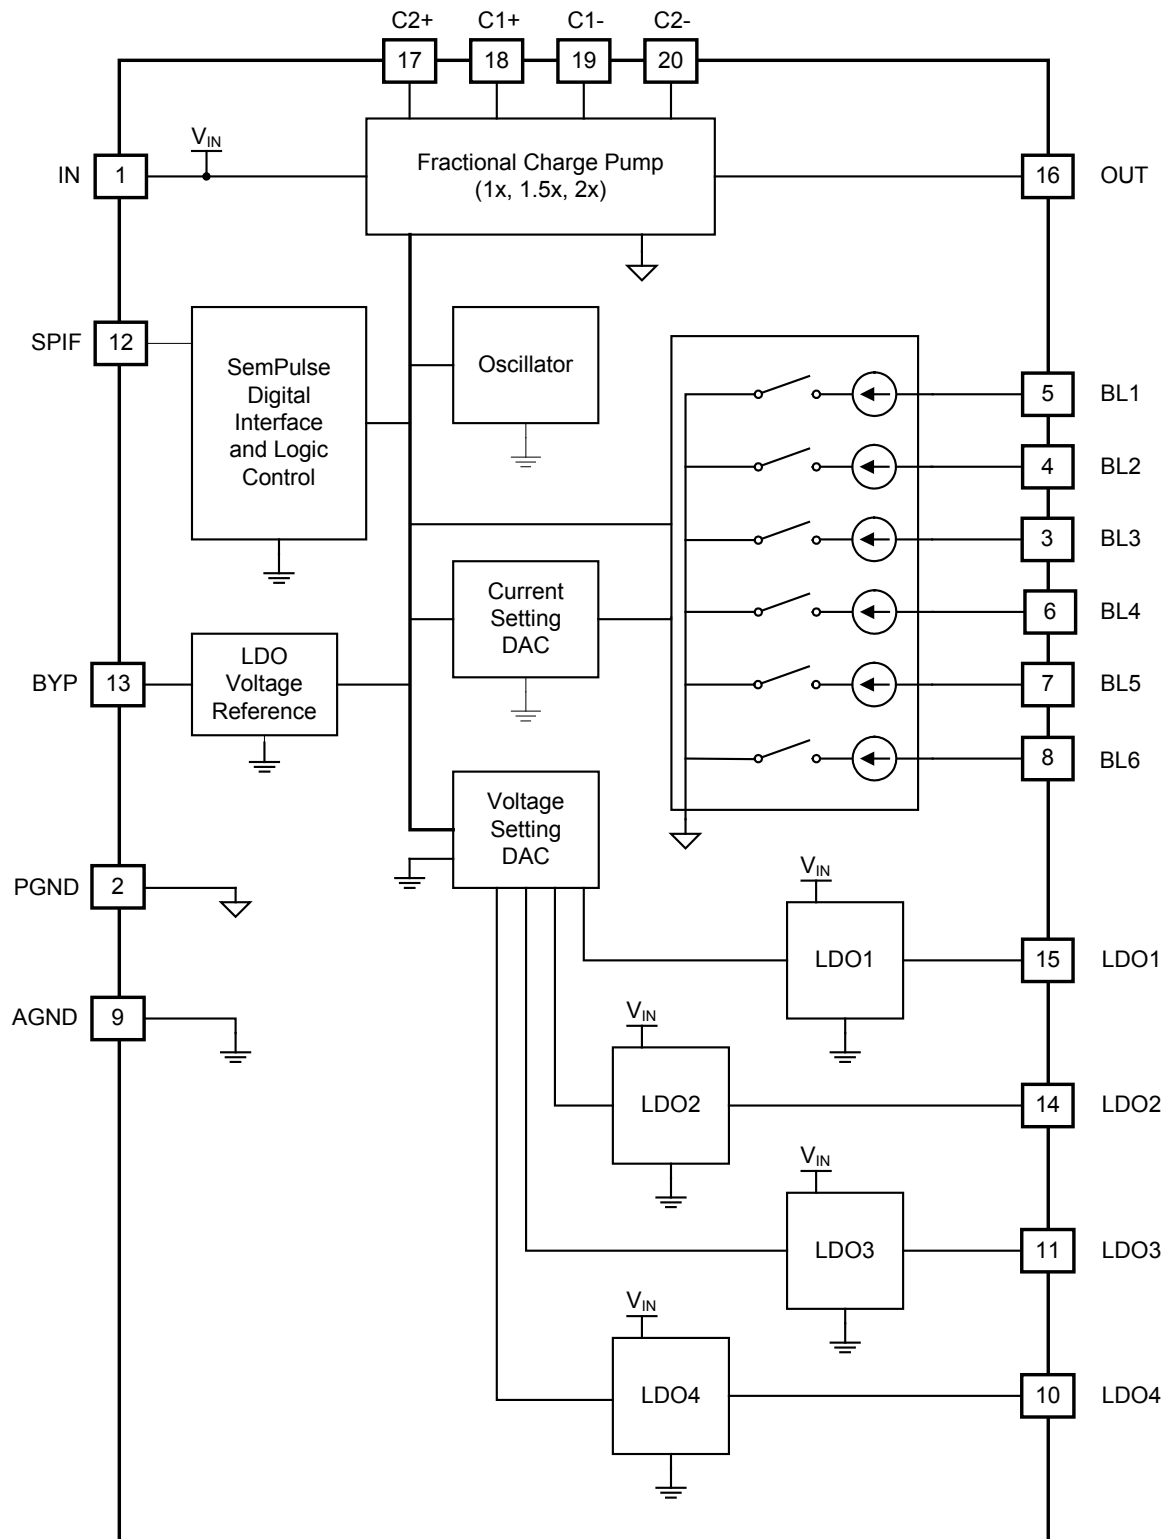 C2+ C1+ C1- C2-
17 18 19 20
VIN
Fractional Charge Pump
(1x, 1.5x, 2x)
IN 1
16 OUT
SPIF 12
SemPulse
Digital
Interface
and Logic
Control
Oscillator
5 BL1
4 BL2
3 BL3
6 BL4
7 BL5
8 BL6
Current
Setting
DAC
BYP 13
LDO
Voltage
Reference
Voltage
Setting
DAC
PGND 2
AGND 9
VIN
LDO1
15 LDO1
VIN
LDO2
14 LDO2
VIN
LDO3
11 LDO3
VIN
LDO4
10 LDO4